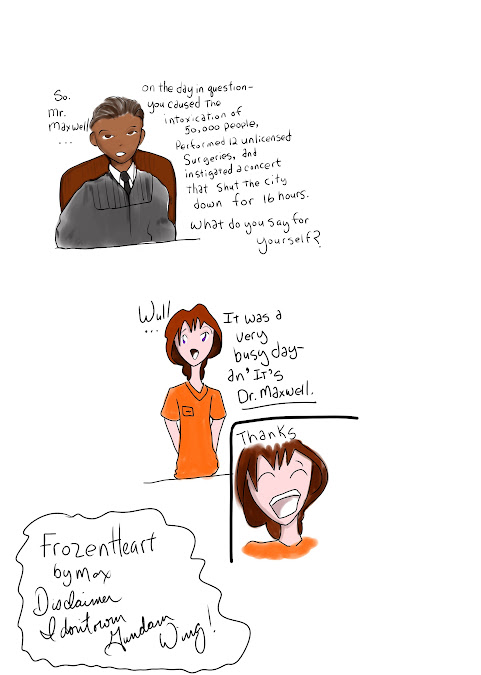 So.
Mr.
Maxwell
...
on the day in question-
you caused The
intoxication of
50,000 people,
Performed 12 unlicensed
Surgeries, and
instigated a concert
That Shut The City
down for 16 hours.
What do you say for
yourself?
Wull
...
It was a
very
busy day-
an' It's
Dr. Maxwell.
Thanks
FrozenHeart
by Max
Disclaimer
I don't own
Gundam
Wing!